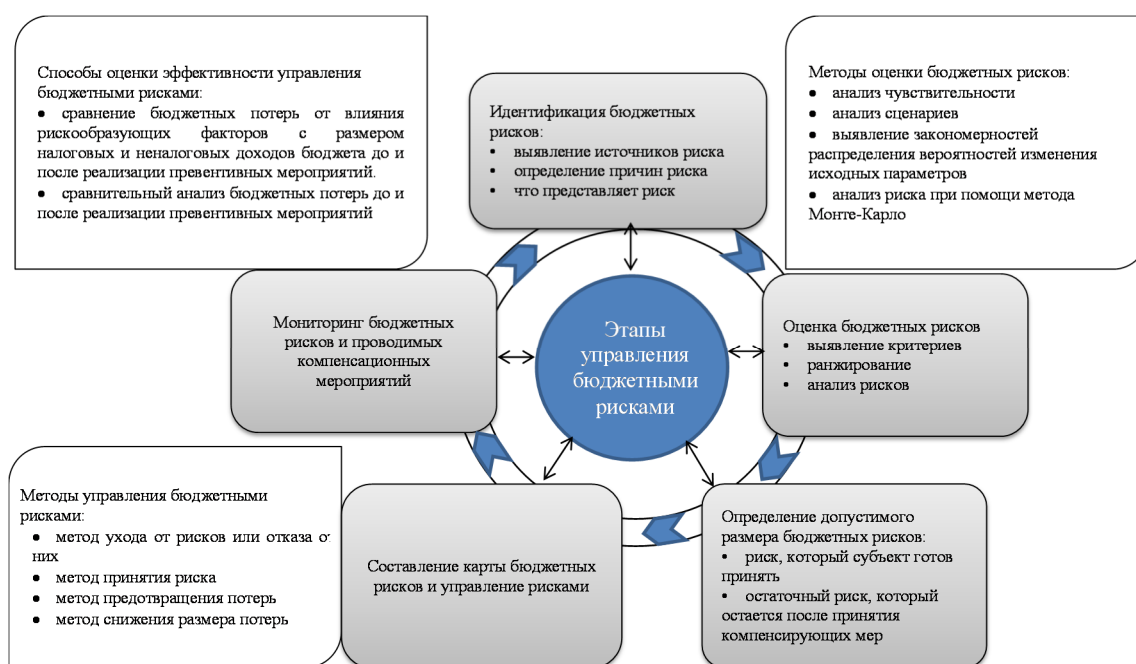 Способы оценки эффективности управления
бюджетными рисками:
● сравнение бюджетных потерь от влияния
рискообразующих факторов с размером
налоговых и неналоговых доходов бюджета до и
после реализации превентивных мероприятий.
● сравнительный анализ бюджетных потерь до и
после реализации превентивных мероприятий
Идентификация бюджетных
рисков:
• выявление источников риска
• определение причин риска
• что представляет риск
Методы оценки бюджетных рисков:
● анализ чувствительности
● анализ сценариев
● выявление закономерностей
распределения вероятностей изменения
исходных параметров
● анализ риска при помощи метода
Монте-Карло
Мониторинг бюджетных
рисков и проводимых
компенсационных
мероприятий
Этапы
управления
бюджетными
рисками
Оценка бюджетных рисков
• выявление критериев
• ранжирование
• анализ рисков
Методы управления бюджетными
рисками:
● метод ухода от рисков или отказа от
них
● метод принятия риска
● метод предотвращения потерь
● метод снижения размера потерь
Составление карты бюджетных
рисков и управление рисками
Определение допустимого
размера бюджетных рисков:
• риск, который субъект готов
принять
• остаточный риск, который
остается после принятия
компенсирующих мер